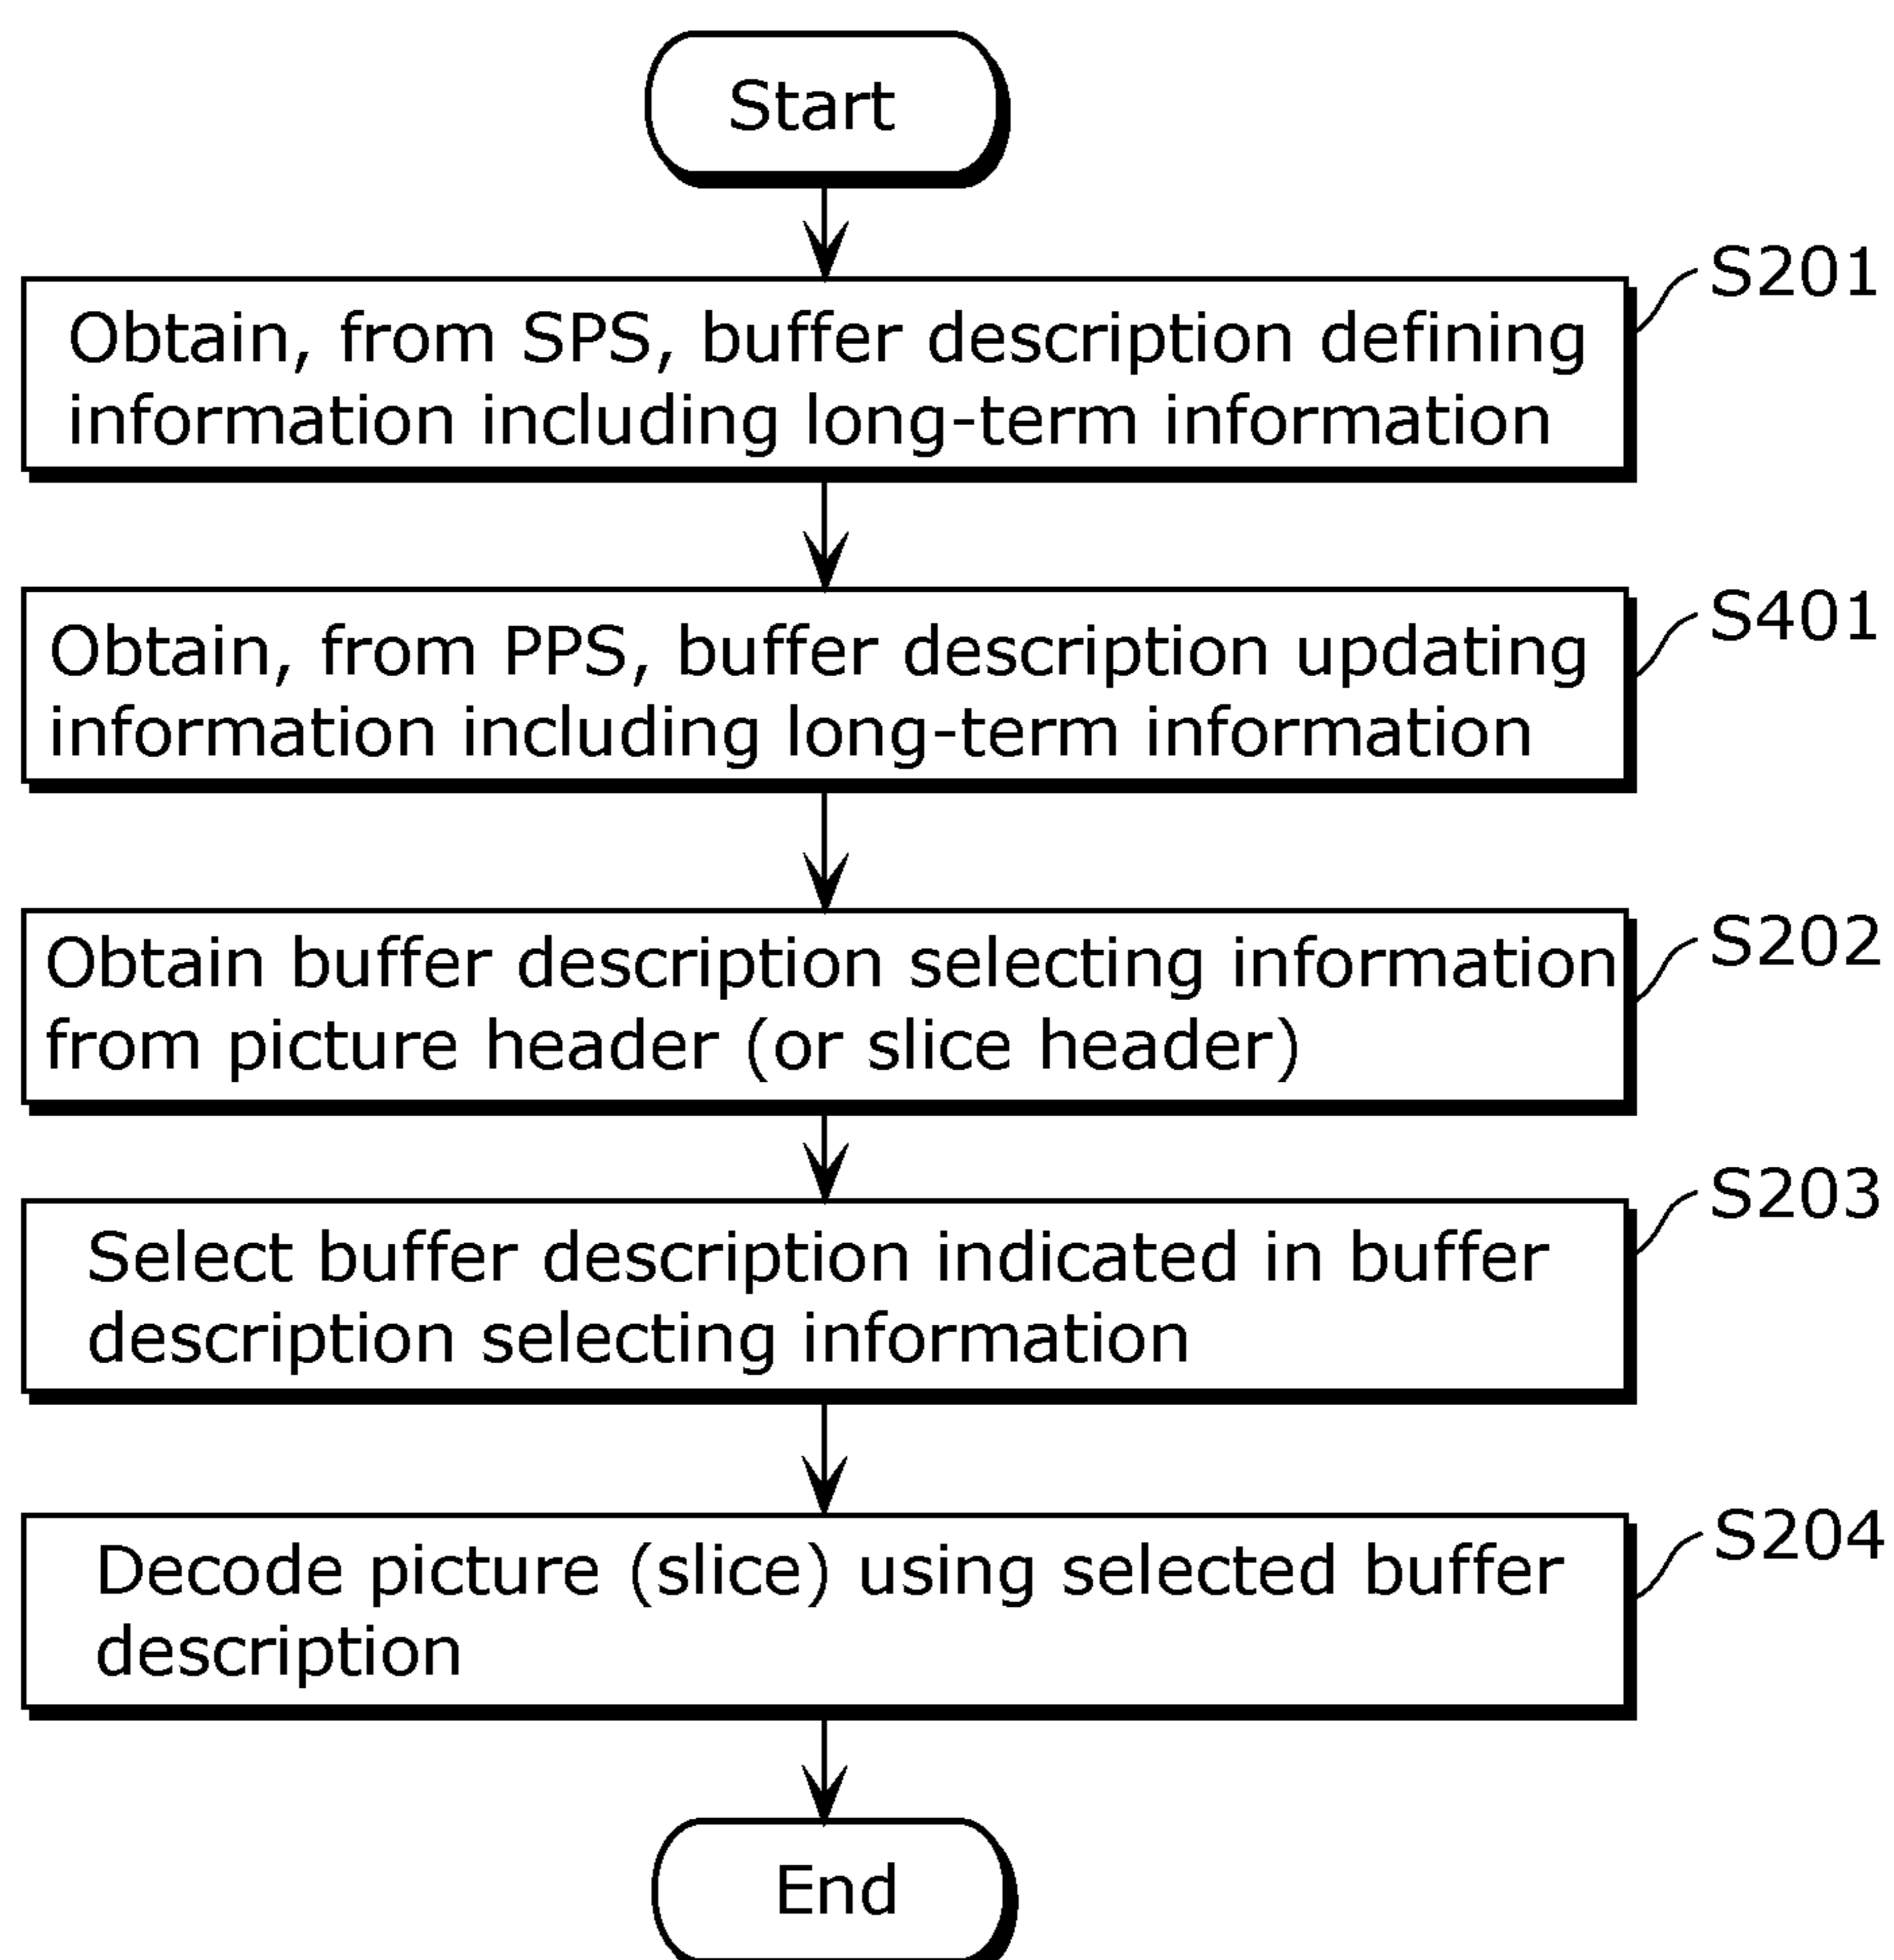 Start
S201
Obtain, from SPS, buffer description defining
information including long-term information
S401
Obtain, from PPS, buffer description updating
information including long-term information
S202
Obtain buffer description selecting information
from picture header (or slice header)
S203
Select buffer description indicated in buffer
description selecting information
S204
Decode picture (slice) using selected buffer
description
End